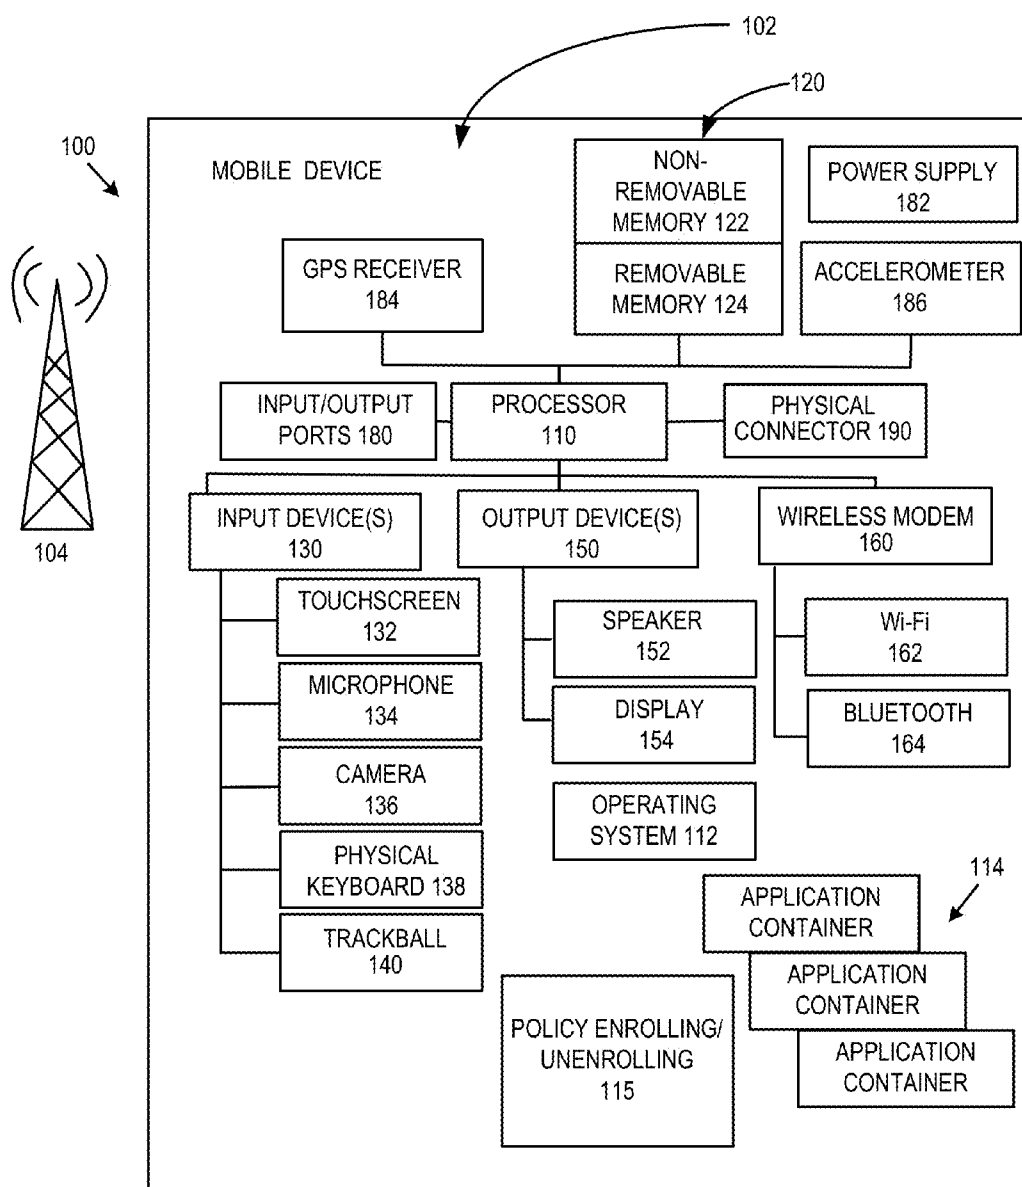 102
120
100
MOBILE DEVICE
NON-
REMOVABLE
MEMORY 122
POWER SUPPLY
182
GPS RECEIVER
184
REMOVABLE
MEMORY 124
ACCELEROMETER
186
INPUT/OUTPUT
PORTS 180
PROCESSOR
110
PHYSICAL
CONNECTOR 190
104
INPUT DEVICE(S)
130
OUTPUT DEVICE(S)
150
WIRELESS MODEM
160
TOUCHSCREEN
132
SPEAKER
152
Wi-Fi
162
MICROPHONE
134
DISPLAY
154
BLUETOOTH
164
CAMERA
136
OPERATING
SYSTEM 112
PHYSICAL
KEYBOARD 138
114
APPLICATION
CONTAINER
TRACKBALL
140
APPLICATION
CONTAINER
POLICY ENROLLING/
UNENROLLING
115
APPLICATION
CONTAINER